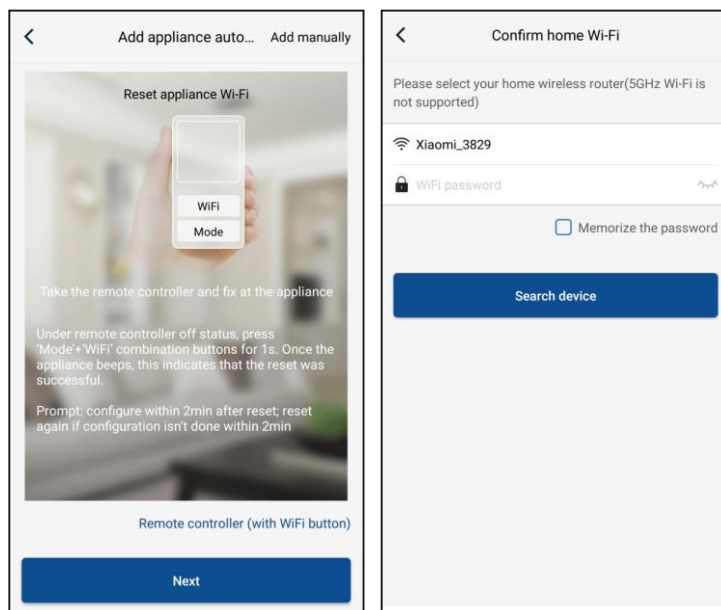 Add appliance auto... Add manually
Reset appliance Wi-Fi
WiFi
Mode
Take the remote controller and fix at the appliance
Under remote controller off status, press
'Mode'+'WiFi' combination buttons for 1s. Once the
appliance beeps, this indicates that the reset was
successful.
Prompt: configure within 2min after reset; reset
again if configuration isn't done within 2min
Remote controller (with WiFi button)
Next
Confirm home Wi-Fi
Please select your home wireless router(5GHz Wi-Fi is
not supported)
Xiaomi_3829
WiFi password
Memorize the password
Search device